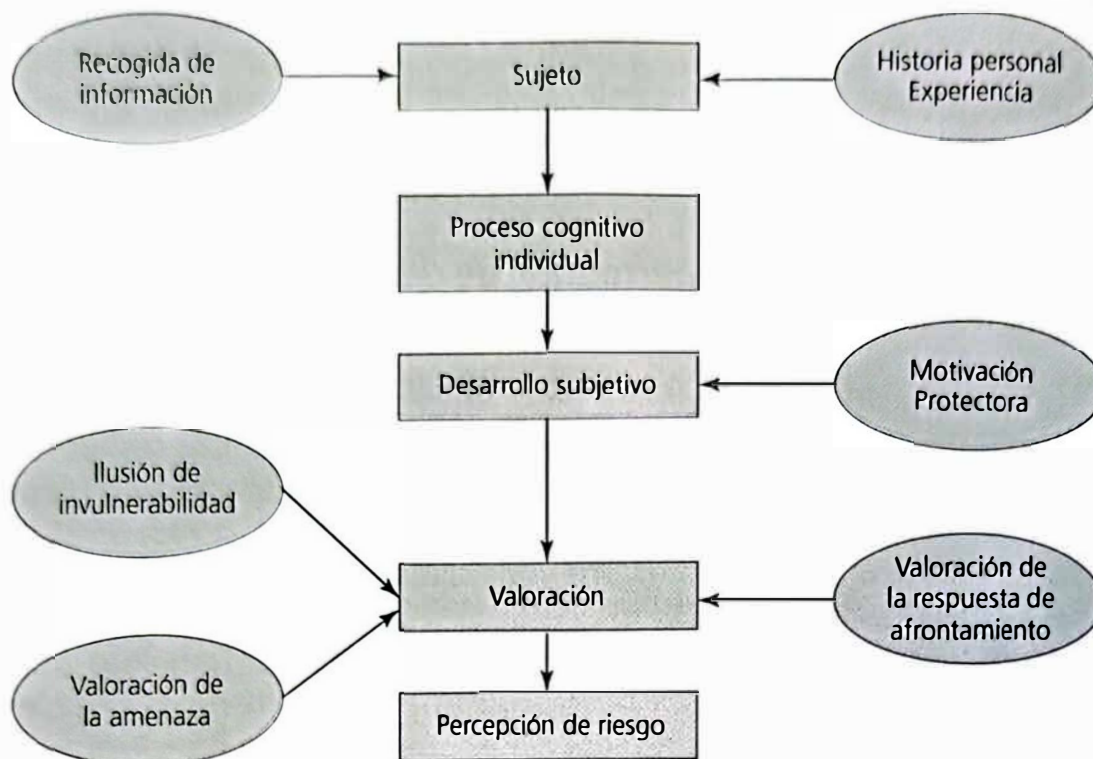 Recogida de
información
Sujeto
Historia personal
Experiencia
Proceso cognitivo
individual
Desarrollo subjetivo
Motivación
Protectora
Ilusión de
invulnerabilidad
Valoración
Valoración de
la respuesta de
afrontamiento
Valoración de
la amenaza
Percepción de riesgo